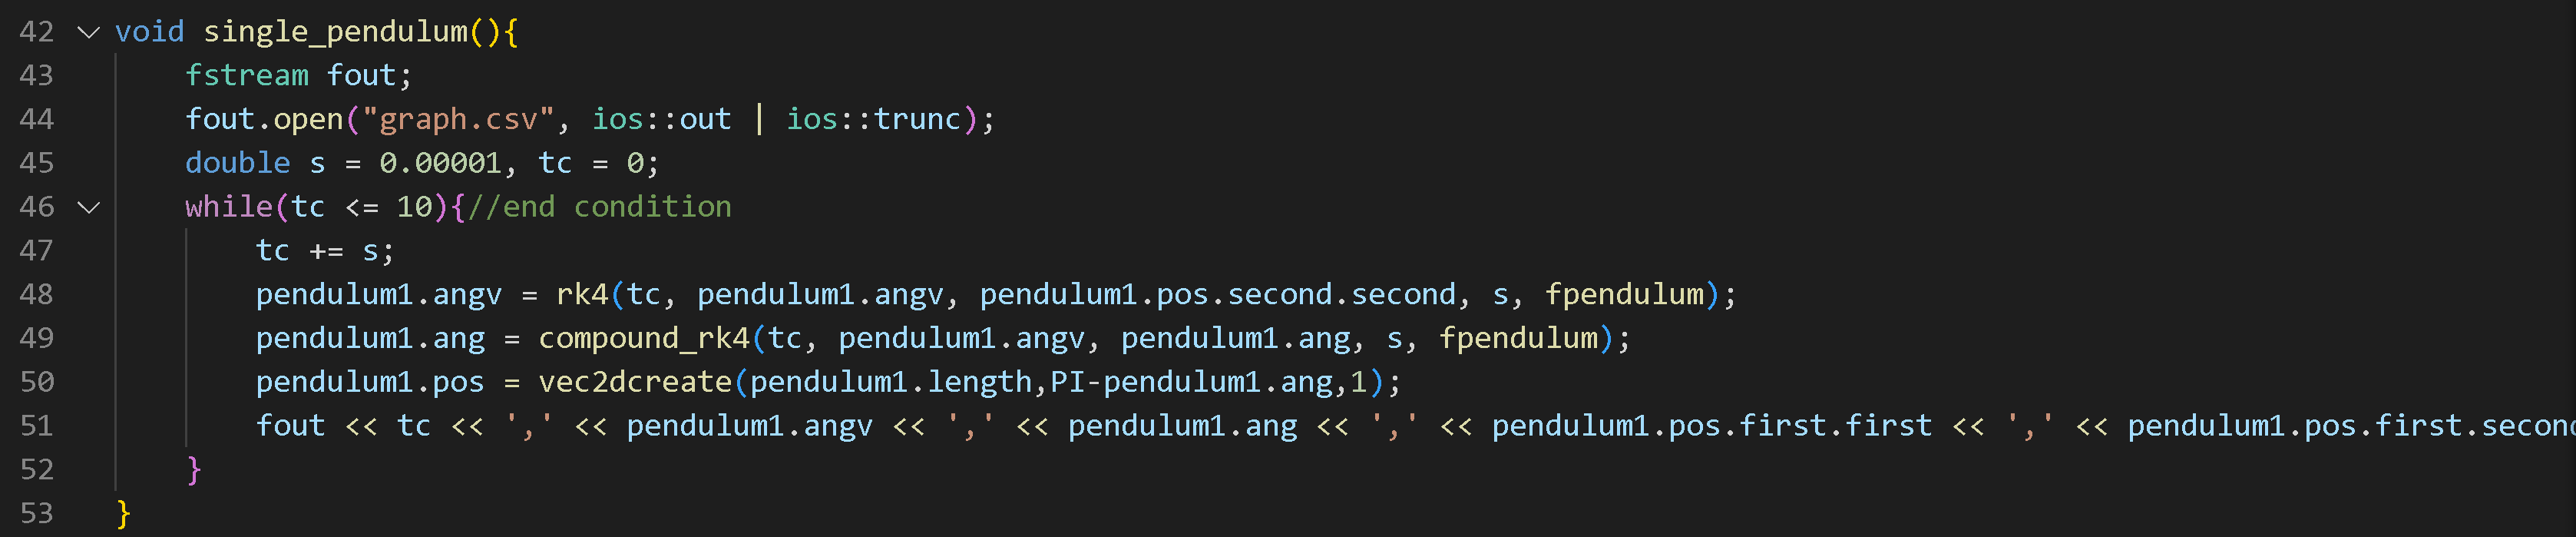 42 void single_pendulum(){
43 fstream fout;
44 fout.open("graph.csv", ios::out | ios::trunc);
45 double s = 0.00001, tc = 0;
46 while(tc <= 10){//end condition
47 tc += s;
48 pendulum1.angv = rk4(tc, pendulum1.angv, pendulum1.pos.second.second, s, fpendulum);
49 pendulum1.ang = compound_rk4(tc, pendulum1.angv, pendulum1.ang, s, fpendulum);
50 pendulum1.pos = vec2dcreate(pendulum1.length,PI-pendulum1.ang,1);
51 fout << tc << ',' << pendulum1.angv << ',' << pendulum1.ang << ',' << pendulum1.pos.first.first << ',' << pendulum1.pos.first.secon
52 }
53 }